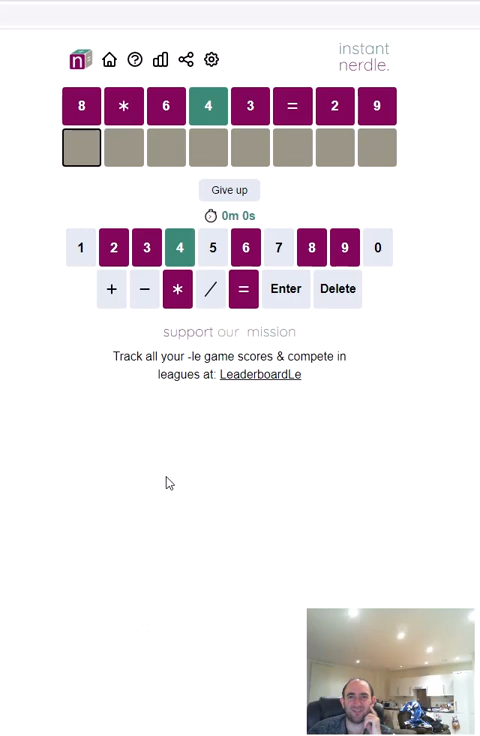 n
instant
nerdle.
8 * 6 4 3 = 2 9
Give up
0m 0s
1 2 3 4 5 6 7 8 9 0
+ - * / = Enter Delete
support our mission
Track all your -le game scores & compete in
leagues at: LeaderboardLe